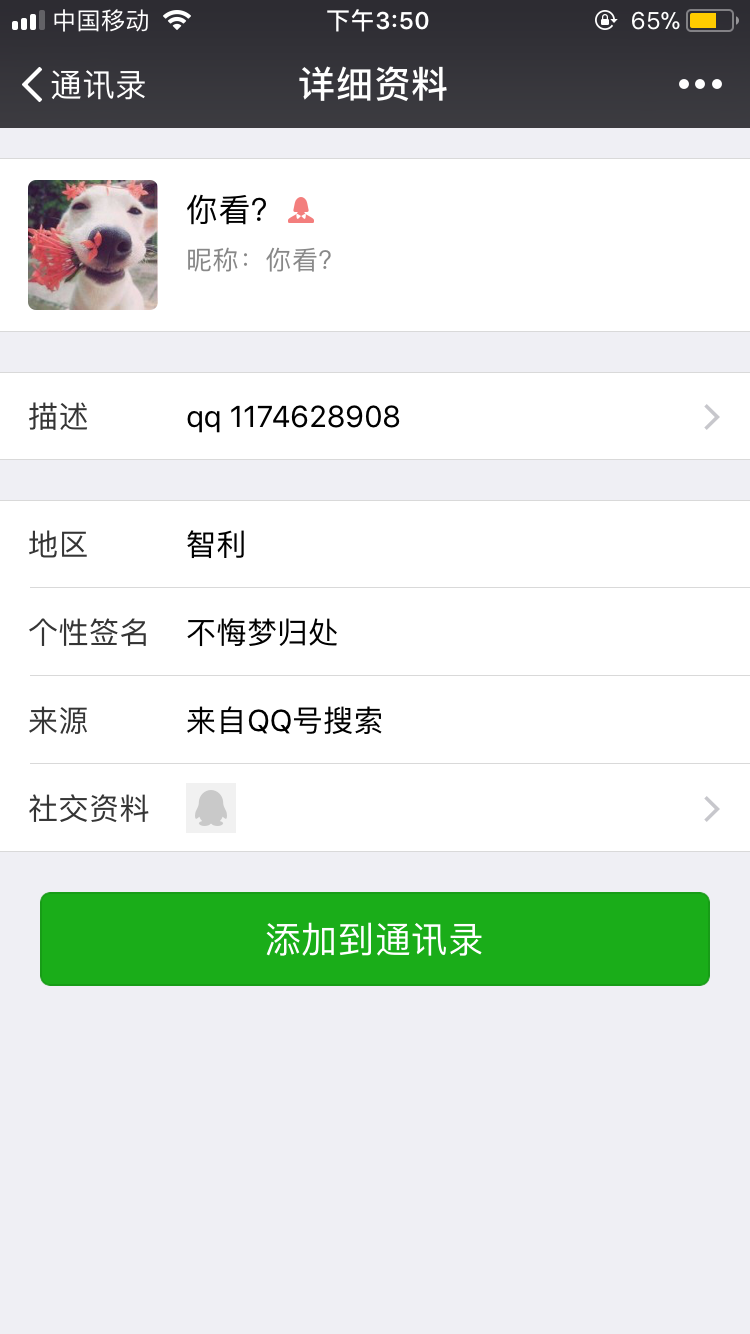 中国移动 下午3:50 65%
通讯录 详细资料
你看?
昵称：你看?
描述 qq 1174628908
地区 智利
个性签名 不悔梦归处
来源 来自QQ号搜索
社交资料
添加到通讯录